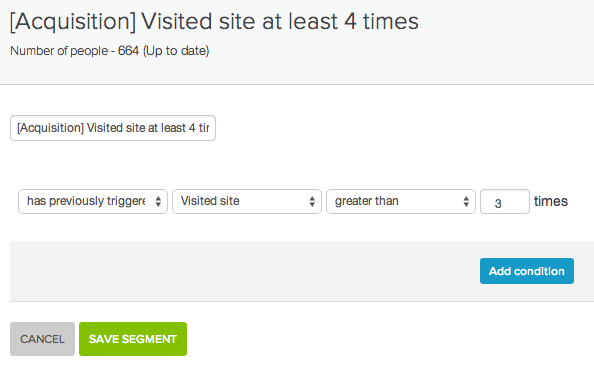 [Acquisition] Visited site at least 4 times
Number of people - 664 (Up to date)
[Acquisition] Visited site at least 4 tir
has previously triggere Visited site greater than 3 times
Add condition
CANCEL SAVE SEGMENT